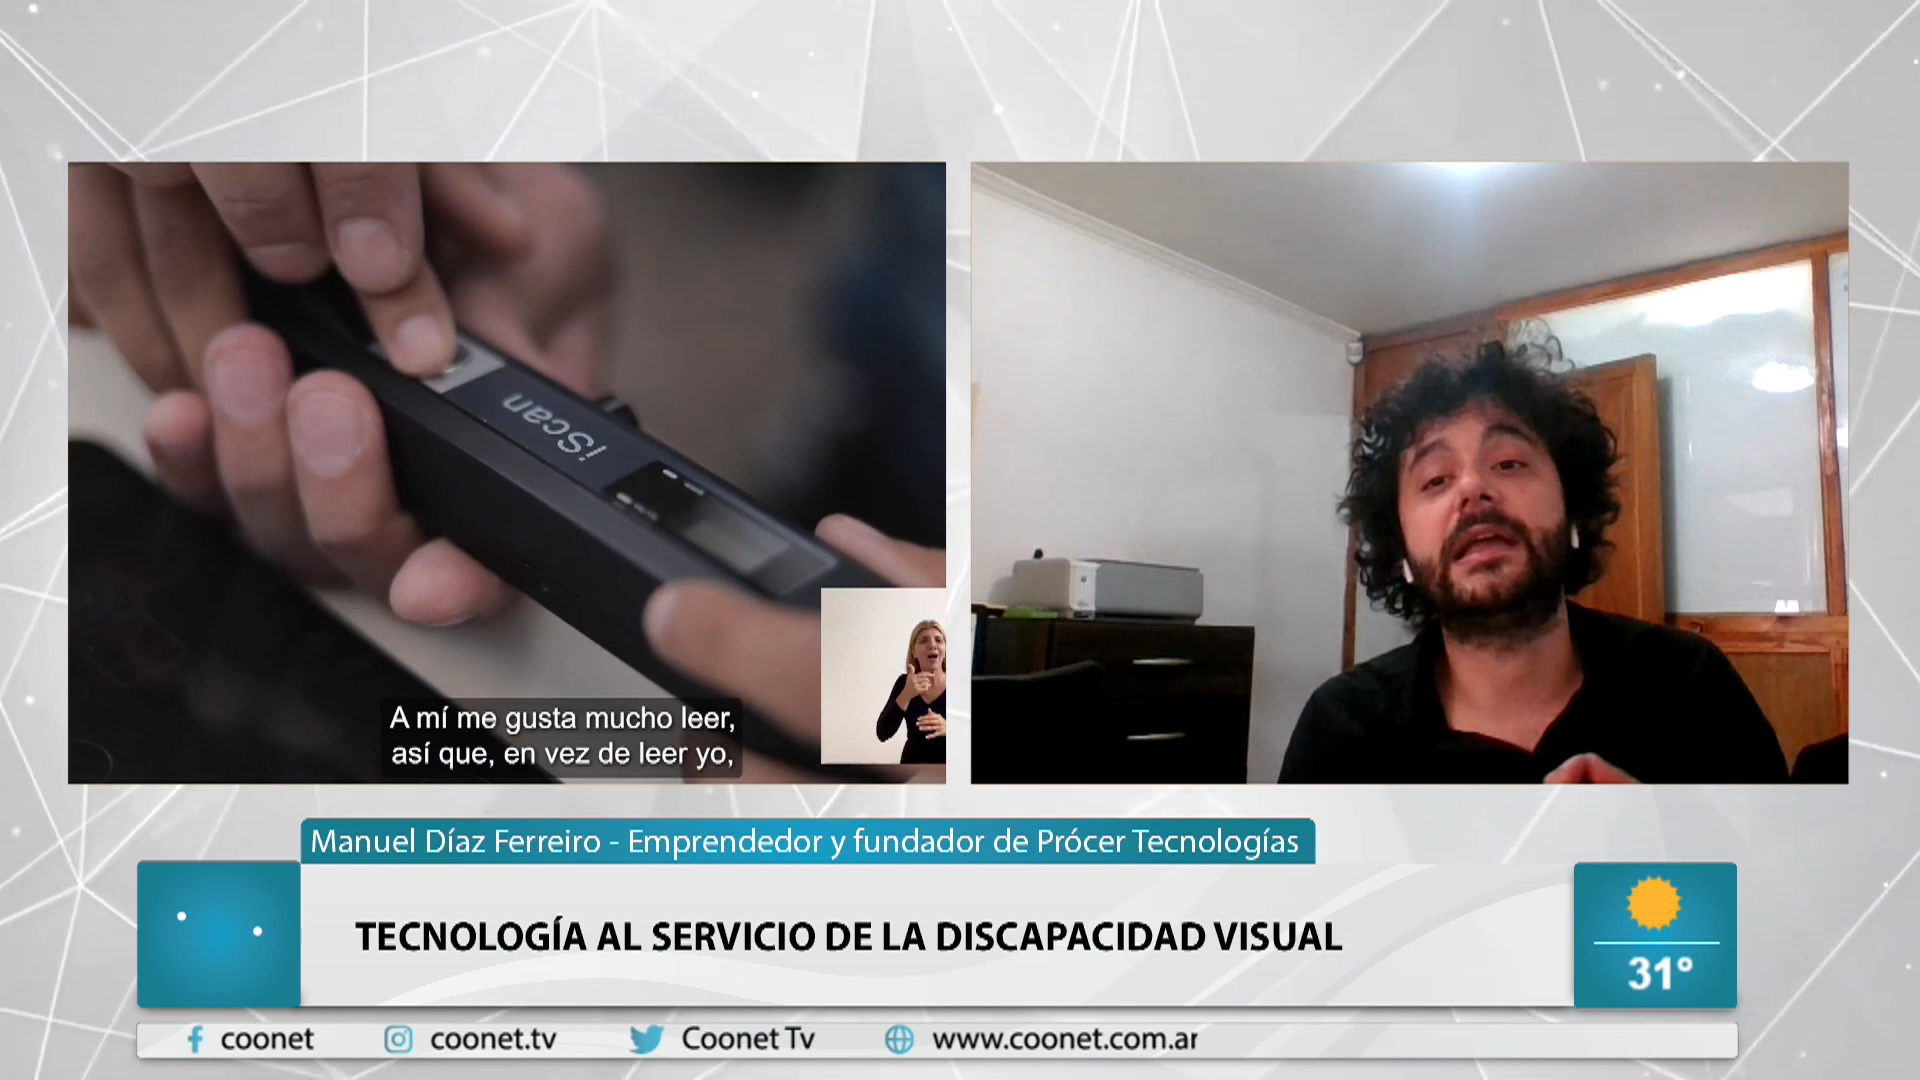 iScan
A mí me gusta mucho leer,
así que, en vez de leer yo,
Manuel Díaz Ferreiro - Emprendedor y fundador de Prócer Tecnologías
TECNOLOGÍA AL SERVICIO DE LA DISCAPACIDAD VISUAL
31°
coonet
coonet.tv
Coonet Tv
www.coonet.com.ar